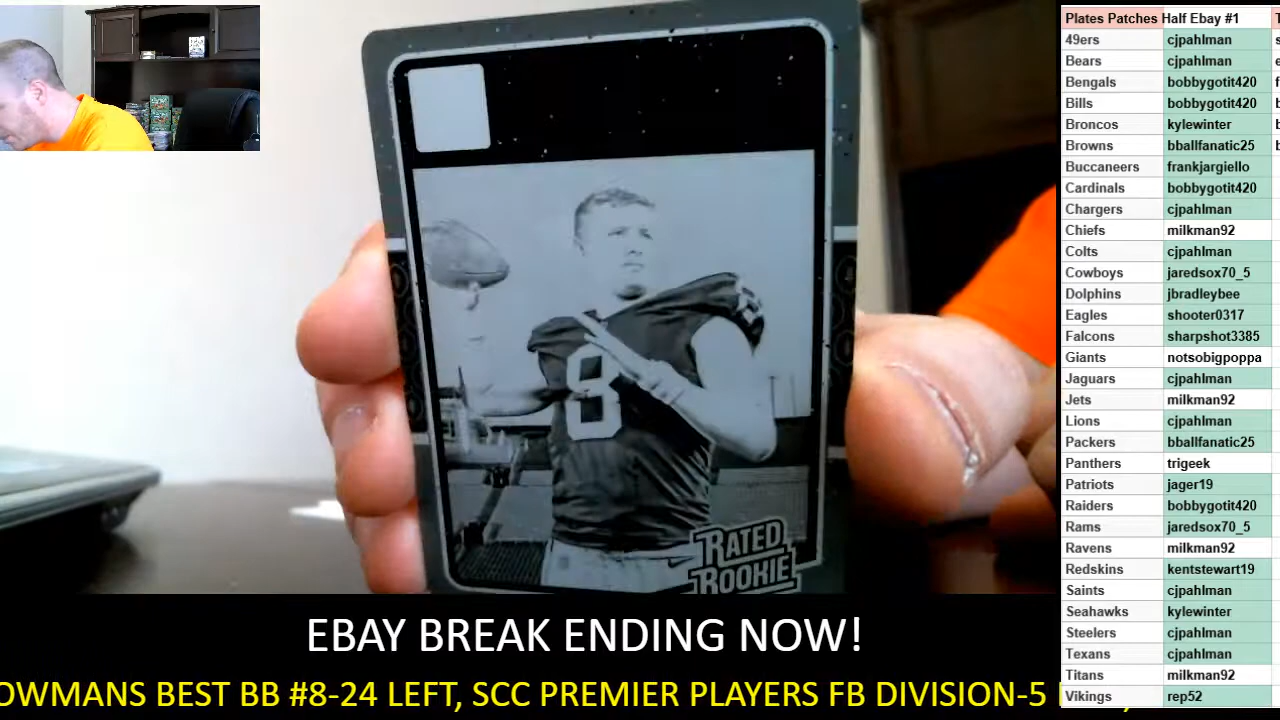 8
RATED
ROOKIE
EBAY BREAK ENDING NOW!
OWMANS BEST BB #8-24 LEFT, SCC PREMIER PLAYERS FB DIVISION-5
Plates Patches Half Ebay #1
49ers cjpahlman
Bears cjpahlman
Bengals bobbygotit420
Bills bobbygotit420
Broncos kylewinter
Browns bballfanatic25
Buccaneers frankjargiello
Cardinals bobbygotit420
Chargers cjpahlman
Chiefs milkman92
Colts cjpahlman
Cowboys jaredsox70_5
Dolphins jbradleybee
Eagles shooter0317
Falcons sharpshot3385
Giants notsobigpoppa
Jaguars cjpahlman
Jets milkman92
Lions cjpahlman
Packers bballfanatic25
Panthers trigeek
Patriots jager19
Raiders bobbygotit420
Rams jaredsox70_5
Ravens milkman92
Redskins kentstewart19
Saints cjpahlman
Seahawks kylewinter
Steelers cjpahlman
Texans cjpahlman
Titans milkman92
Vikings rep52